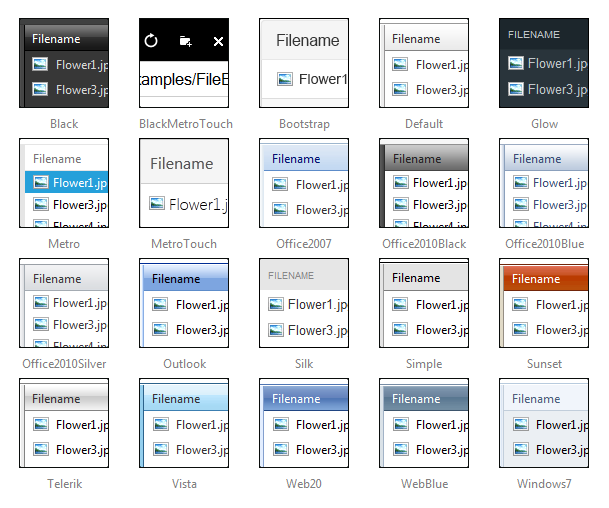 Filename
Flower1.jp
Flower3.jp
Black
xamples/FileE
BlackMetroTouch
Filename
Flower1
Bootstrap
Filename
Flower1.j
Flower3.j
Default
FILENAME
Flower1.jp
Flower3.jp
Glow
Filename
Flower1.jp
Flower3.jp
Flower4.jp
Metro
Filename
Flower1.j
MetroTouch
Filename
Flower1.j
Flower3.j
Office2007
Filename
Flower1.jp
Flower3.jp
Flower4.jp
Office2010Black
Filename
Flower1.jp
Flower3.jp
Flower4.jp
Office2010Blue
Filename
Flower1.jp
Flower3.jp
Flower4.jp
Office2010Silver
Filename
Flower1.jp
Flower3.jp
Outlook
FILENAME
Flower1.jp
Flower3.jp
Silk
Filename
Flower1.jp
Flower3.jp
Simple
Filename
Flower1.jp
Flower3.jp
Sunset
Filename
Flower1.jp
Flower3.jp
Telerik
Filename
Flower1.jp
Flower3.jp
Vista
Filename
Flower1.jp
Flower3.jp
Web20
Filename
Flower1.jp
Flower3.jp
WebBlue
Filename
Flower1.jp
Flower3.jp
Windows7